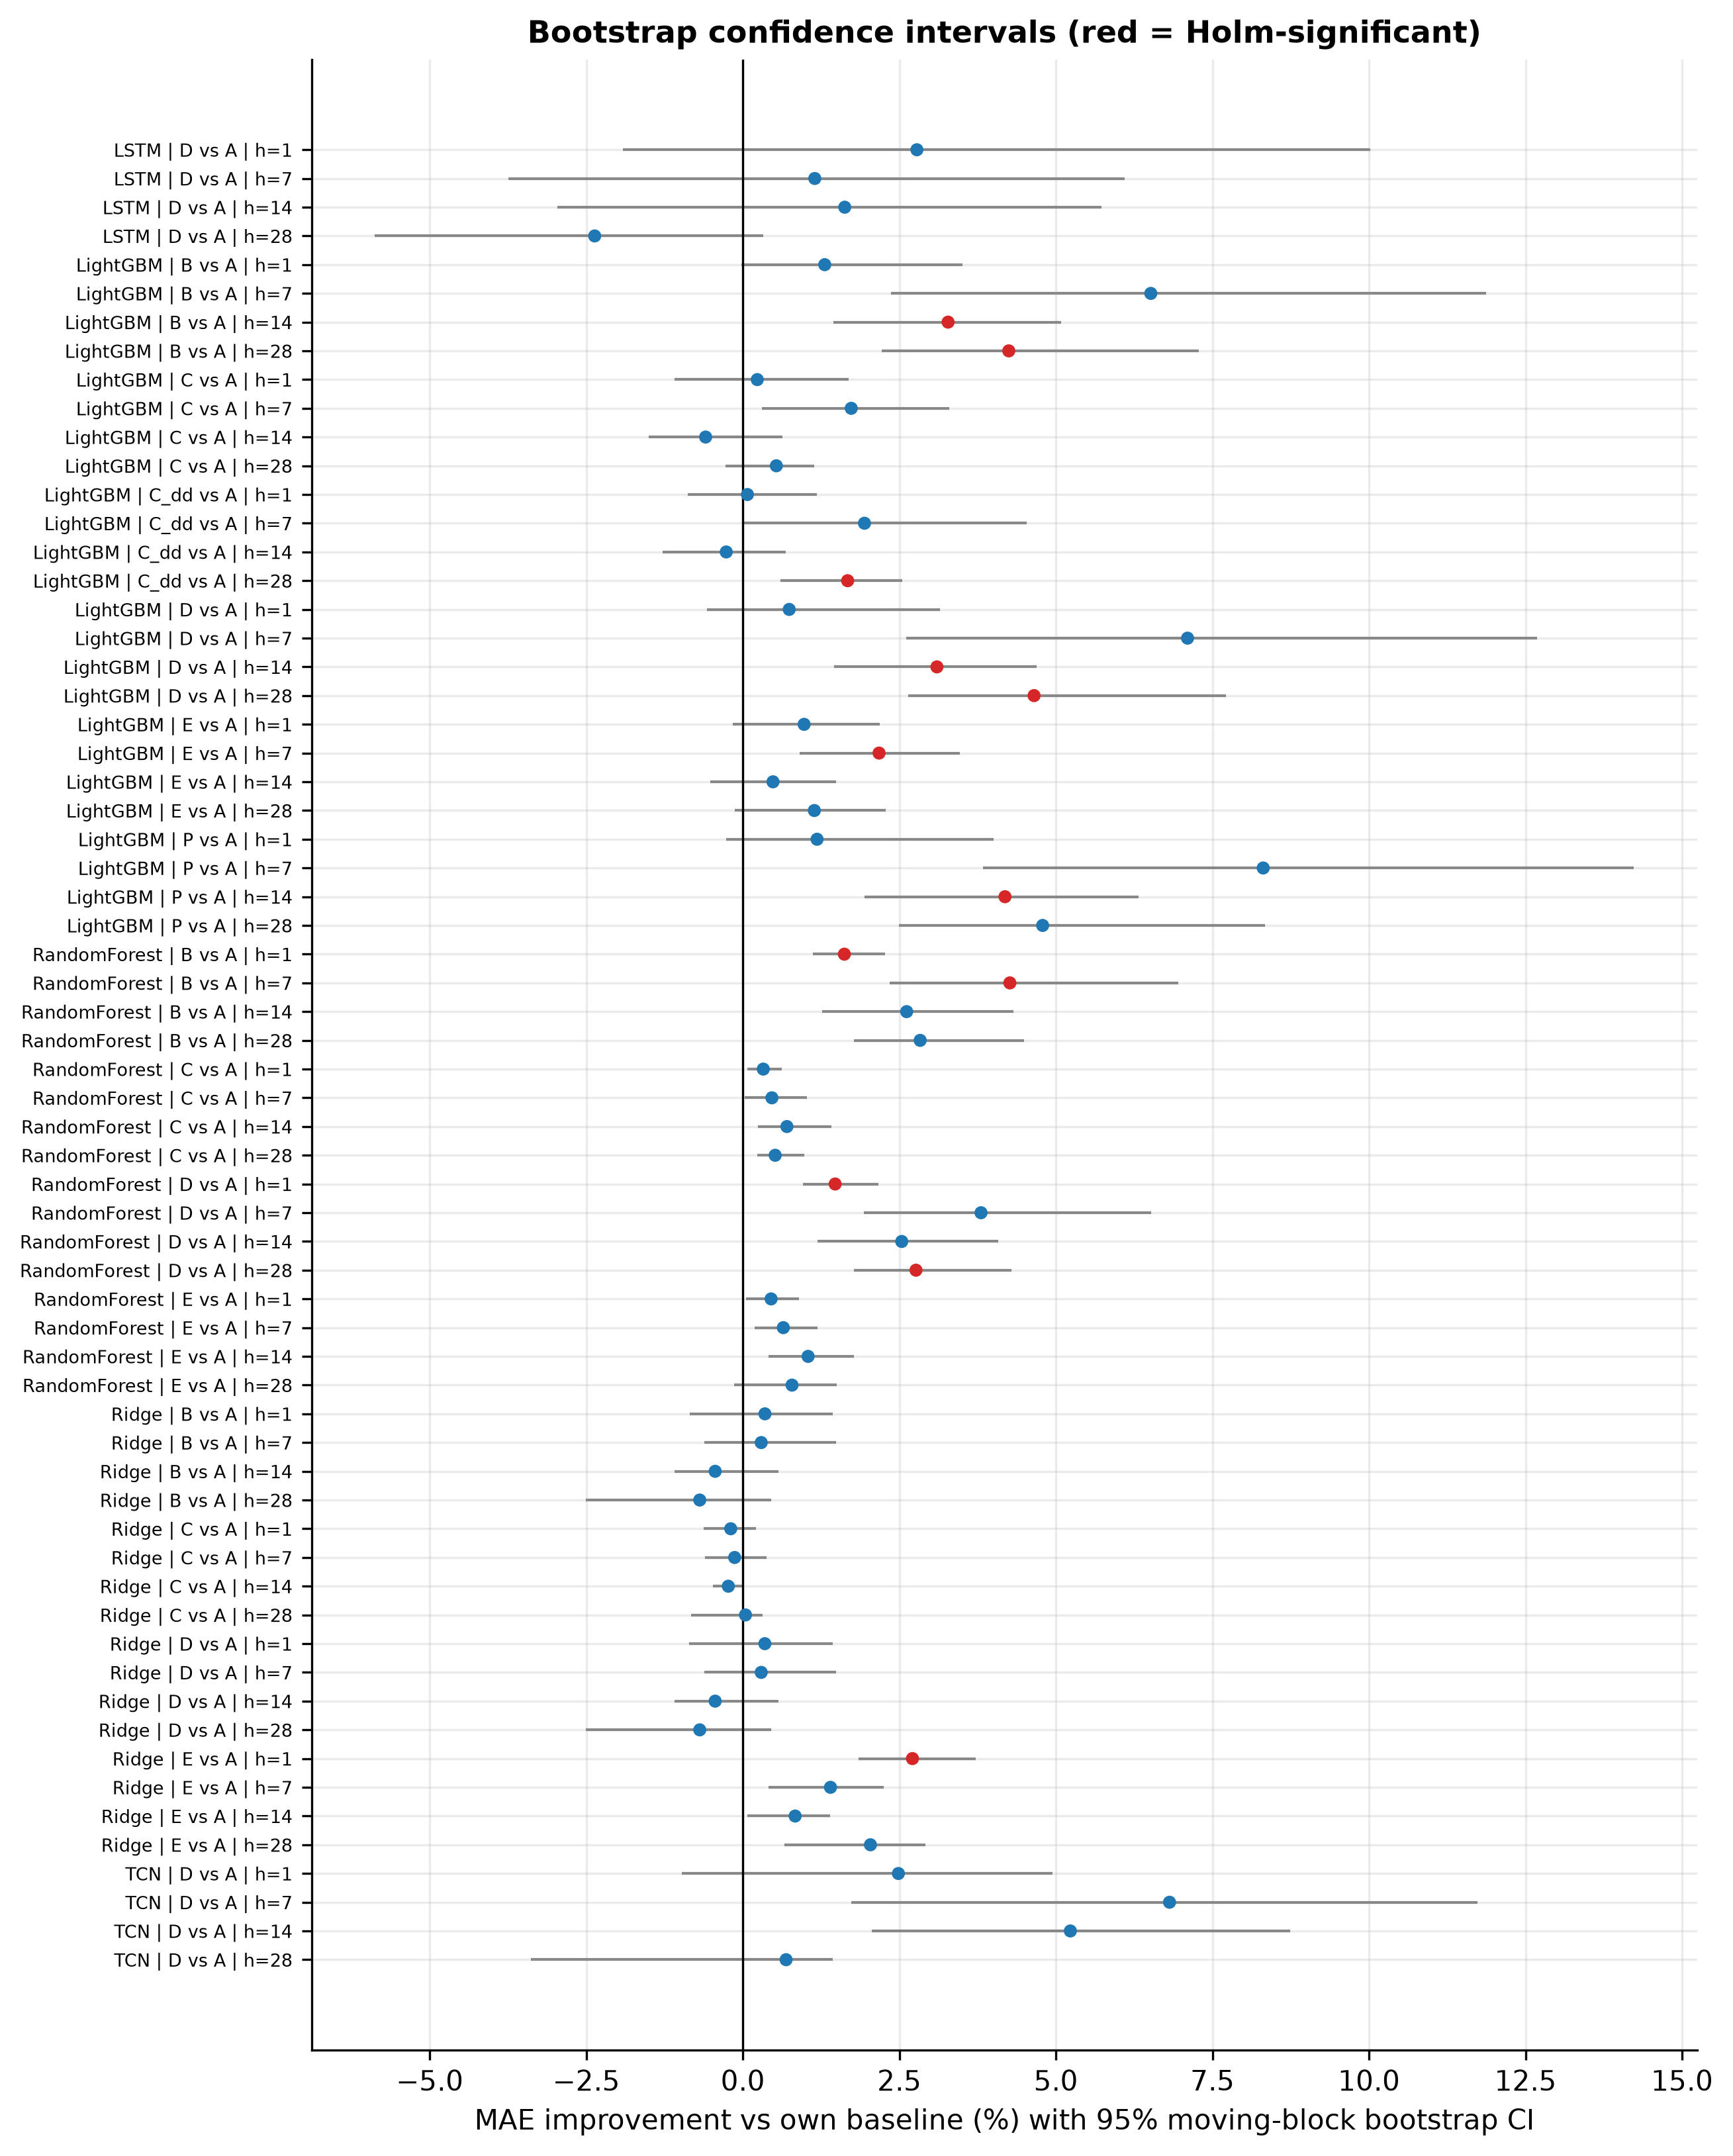 Bootstrap confidence intervals (red = Holm-significant)
LSTM | D vs A | h=1
LSTM | D vs A | h=7
LSTM | D vs A | h=14
LSTM | D vs A | h=28
LightGBM | B vs A | h=1
LightGBM | B vs A | h=7
LightGBM | B vs A | h=14
LightGBM | B vs A | h=28
LightGBM | C vs A | h=1
LightGBM | C vs A | h=7
LightGBM | C vs A | h=14
LightGBM | C vs A | h=28
LightGBM | C_dd vs A | h=1
LightGBM | C_dd vs A | h=7
LightGBM | C_dd vs A | h=14
LightGBM | C_dd vs A | h=28
LightGBM | D vs A | h=1
LightGBM | D vs A | h=7
LightGBM | D vs A | h=14
LightGBM | D vs A | h=28
LightGBM | E vs A | h=1
LightGBM | E vs A | h=7
LightGBM | E vs A | h=14
LightGBM | E vs A | h=28
LightGBM | P vs A | h=1
LightGBM | P vs A | h=7
LightGBM | P vs A | h=14
LightGBM | P vs A | h=28
RandomForest | B vs A | h=1
RandomForest | B vs A | h=7
RandomForest | B vs A | h=14
RandomForest | B vs A | h=28
RandomForest | C vs A | h=1
RandomForest | C vs A | h=7
RandomForest | C vs A | h=14
RandomForest | C vs A | h=28
RandomForest | D vs A | h=1
RandomForest | D vs A | h=7
RandomForest | D vs A | h=14
RandomForest | D vs A | h=28
RandomForest | E vs A | h=1
RandomForest | E vs A | h=7
RandomForest | E vs A | h=14
RandomForest | E vs A | h=28
Ridge | B vs A | h=1
Ridge | B vs A | h=7
Ridge | B vs A | h=14
Ridge | B vs A | h=28
Ridge | C vs A | h=1
Ridge | C vs A | h=7
Ridge | C vs A | h=14
Ridge | C vs A | h=28
Ridge | D vs A | h=1
Ridge | D vs A | h=7
Ridge | D vs A | h=14
Ridge | D vs A | h=28
Ridge | E vs A | h=1
Ridge | E vs A | h=7
Ridge | E vs A | h=14
Ridge | E vs A | h=28
TCN | D vs A | h=1
TCN | D vs A | h=7
TCN | D vs A | h=14
TCN | D vs A | h=28
−5.0 −2.5 0.0 2.5 5.0 7.5 10.0 12.5 15.0
MAE improvement vs own baseline (%) with 95% moving-block bootstrap CI